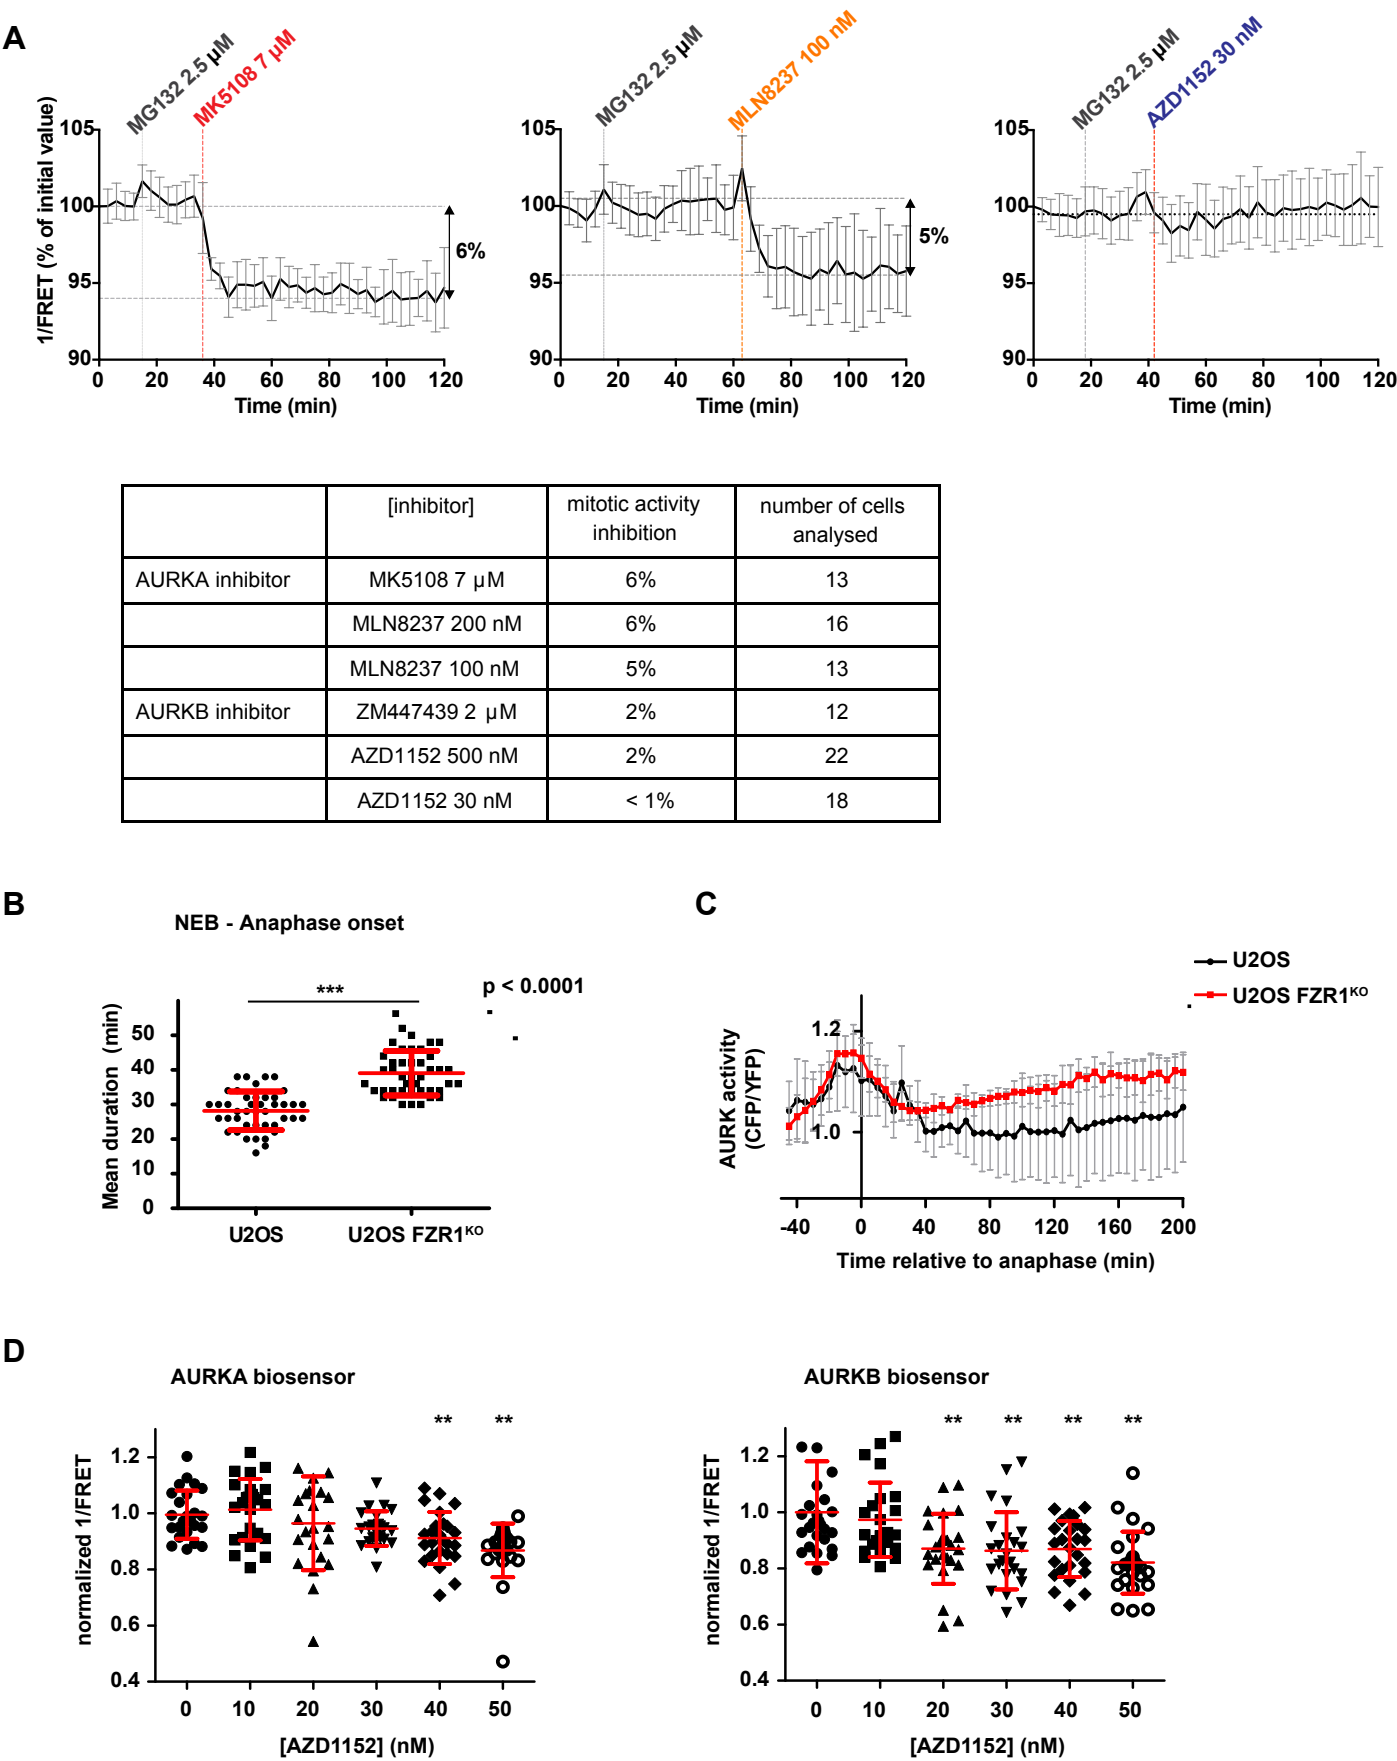 A
MG132 2.5 µM
MK5108 7 µM
MG132 2.5 µM
MLN8237 100 nM
MG132 2.5 µM
AZD1152 30 nM
1/FRET (% of initial value)
105
100
95
90
6%
0 20 40 60 80 100 120
Time (min)
105
100
95
90
5%
0 20 40 60 80 100 120
Time (min)
105
100
95
90
0 20 40 60 80 100 120
Time (min)
[inhibitor] mitotic activity inhibition number of cells analysed
AURKA inhibitor MK5108 7 µM 6% 13
MLN8237 200 nM 6% 16
MLN8237 100 nM 5% 13
AURKB inhibitor ZM447439 2 µM 2% 12
AZD1152 500 nM 2% 22
AZD1152 30 nM < 1% 18
B
NEB - Anaphase onset
***
p < 0.0001
Mean duration (min)
50
40
30
20
10
0
U2OS U2OS FZR1KO
C
U2OS
U2OS FZR1KO
AURK activity
(CFP/YFP)
1.2
1.0
-40 0 40 80 120 160 200
Time relative to anaphase (min)
D
AURKA biosensor
** **
normalized 1/FRET
1.2
1.0
0.8
0.6
0.4
0 10 20 30 40 50
[AZD1152] (nM)
AURKB biosensor
** ** ** **
normalized 1/FRET
1.2
1.0
0.8
0.6
0.4
0 10 20 30 40 50
[AZD1152] (nM)